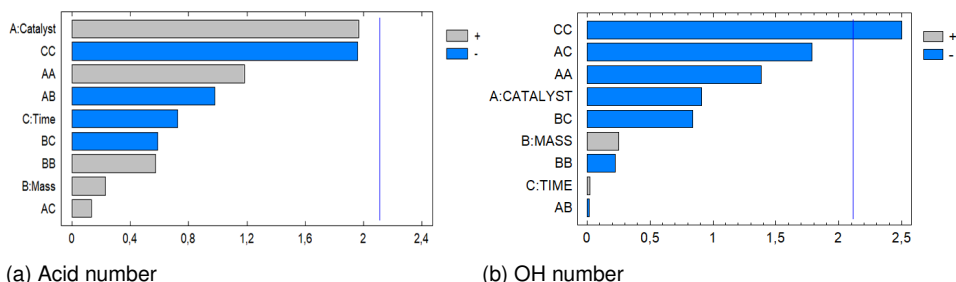 A:Catalyst
CC
AA
AB
C:Time
BC
BB
B:Mass
AC
0 0,4 0,8 1,2 1,6 2 2,4
+
-
(a) Acid number
CC
AC
AA
A:CATALYST
BC
B:MASS
BB
C:TIME
AB
0 0,5 1 1,5 2 2,5
+
-
(b) OH number